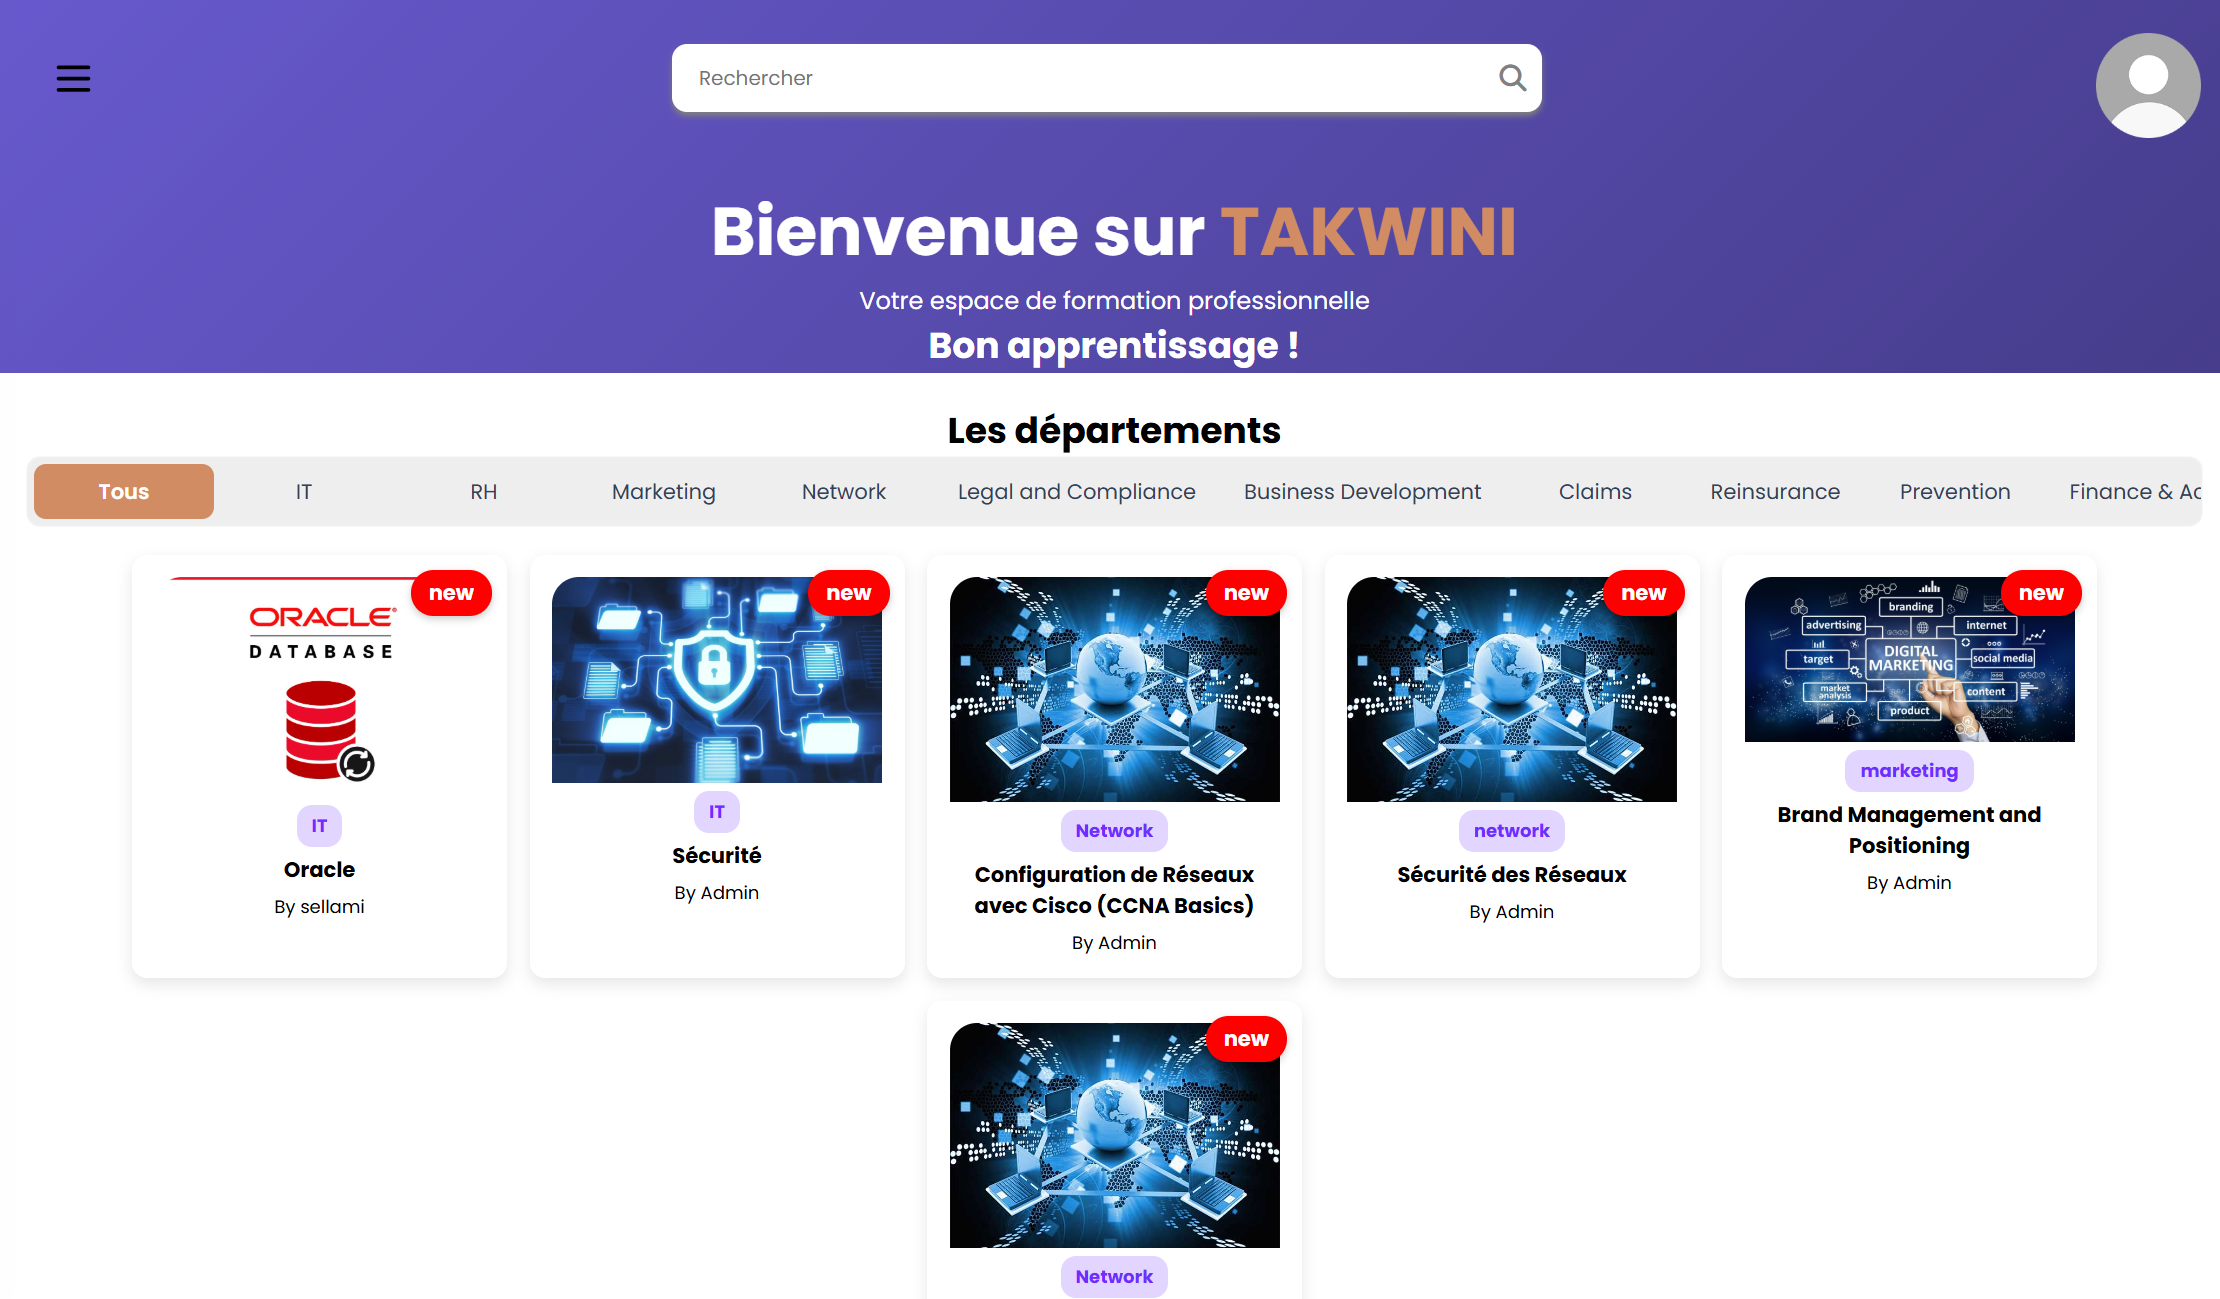 Rechercher
Bienvenue sur TAKWINI
Votre espace de formation professionnelle
Bon apprentissage !
Les départements
Tous IT RH Marketing Network Legal and Compliance Business Development Claims Reinsurance Prevention Finance & Ac
new
ORACLE
DATABASE
IT
Oracle
By sellami
new
IT
Sécurité
By Admin
new
Network
Configuration de Réseaux
avec Cisco (CCNA Basics)
By Admin
new
network
Sécurité des Réseaux
By Admin
new
branding
advertising
internet
target
DIGITAL
MARKETING
social media
market
analysis
content
product
marketing
Brand Management and
Positioning
By Admin
new
Network